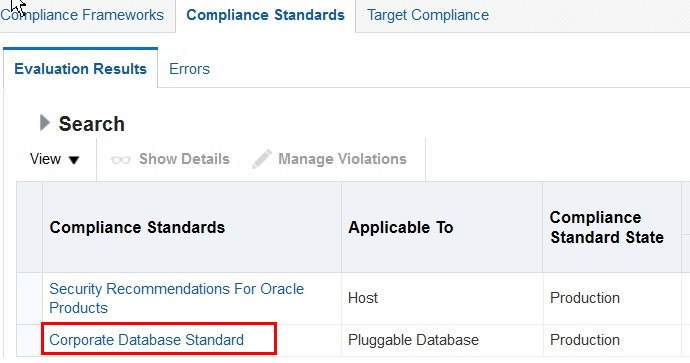 Compliance Frameworks Compliance Standards Target Compliance
Evaluation Results Errors
Search
View Show Details Manage Violations
Compliance Standards Applicable To Compliance Standard State
Security Recommendations For Oracle Products Host Production
Corporate Database Standard Pluggable Database Production